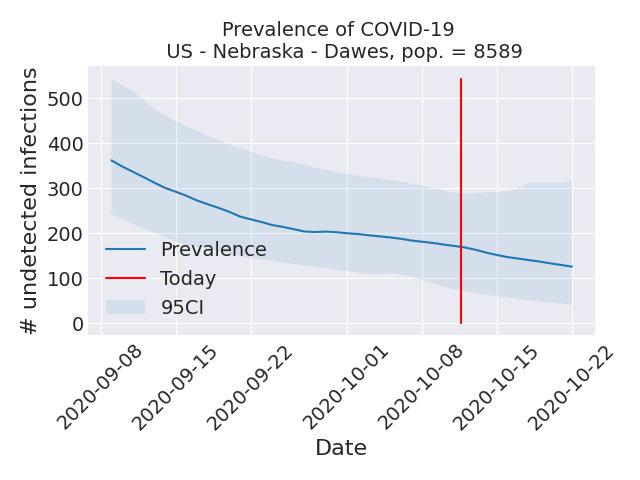 Prevalence of COVID-19
US - Nebraska - Dawes, pop. = 8589
# undetected infections
500
400
300
200
100
0
Prevalence
Today
95CI
2020-09-08
2020-09-15
2020-09-22
2020-10-01
2020-10-08
2020-10-15
2020-10-22
Date